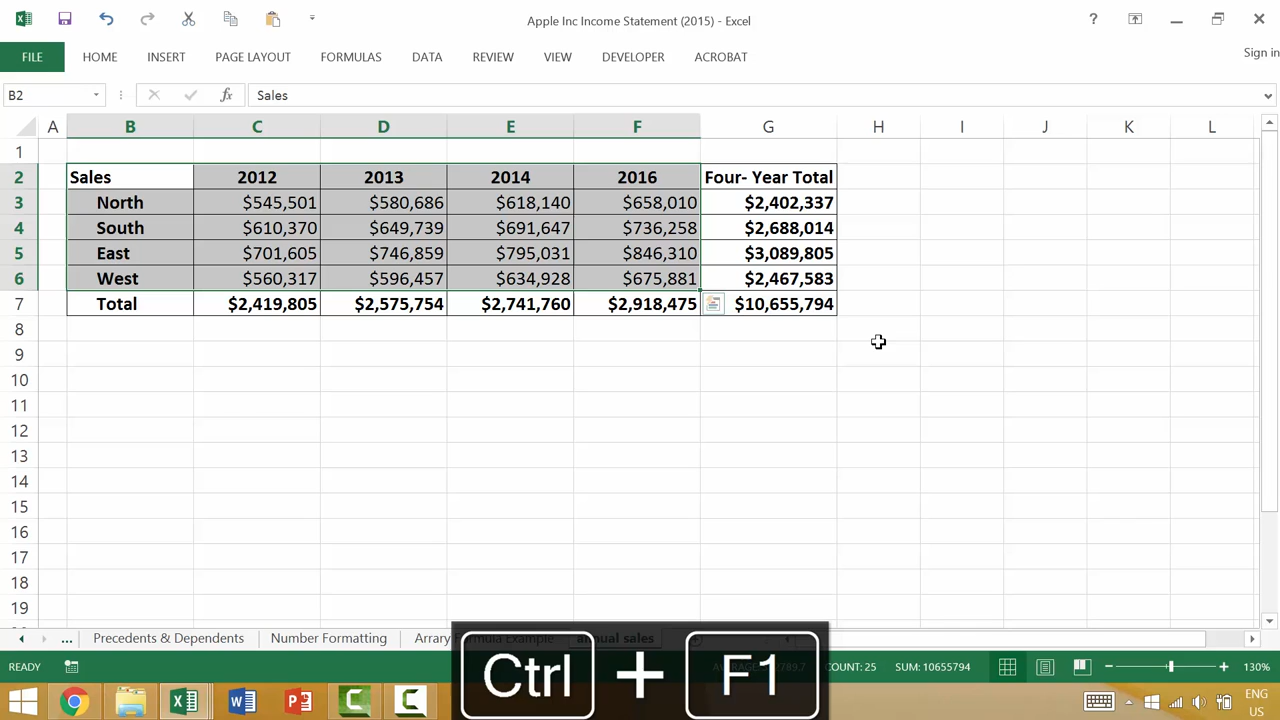 Apple Inc Income Statement (2015) - Excel
?
FILE HOME INSERT PAGE LAYOUT FORMULAS DATA REVIEW VIEW DEVELOPER ACROBAT Sign in
B2 fx Sales
A B C D E F G H I J K L
1
2 Sales 2012 2013 2014 2016 Four- Year Total
3 North $545,501 $580,686 $618,140 $658,010 $2,402,337
4 South $610,370 $649,739 $691,647 $736,258 $2,688,014
5 East $701,605 $746,859 $795,031 $846,310 $3,089,805
6 West $560,317 $596,457 $634,928 $675,881 $2,467,583
7 Total $2,419,805 $2,575,754 $2,741,760 $2,918,475 $10,655,794
8
9
10
11
12
13
14
15
16
17
18
19
... Precedents & Dependents Number Formatting Arrary Formula Example annual sales
READY COUNT: 25 SUM: 10655794 130%
Ctrl + F1
ENG
US